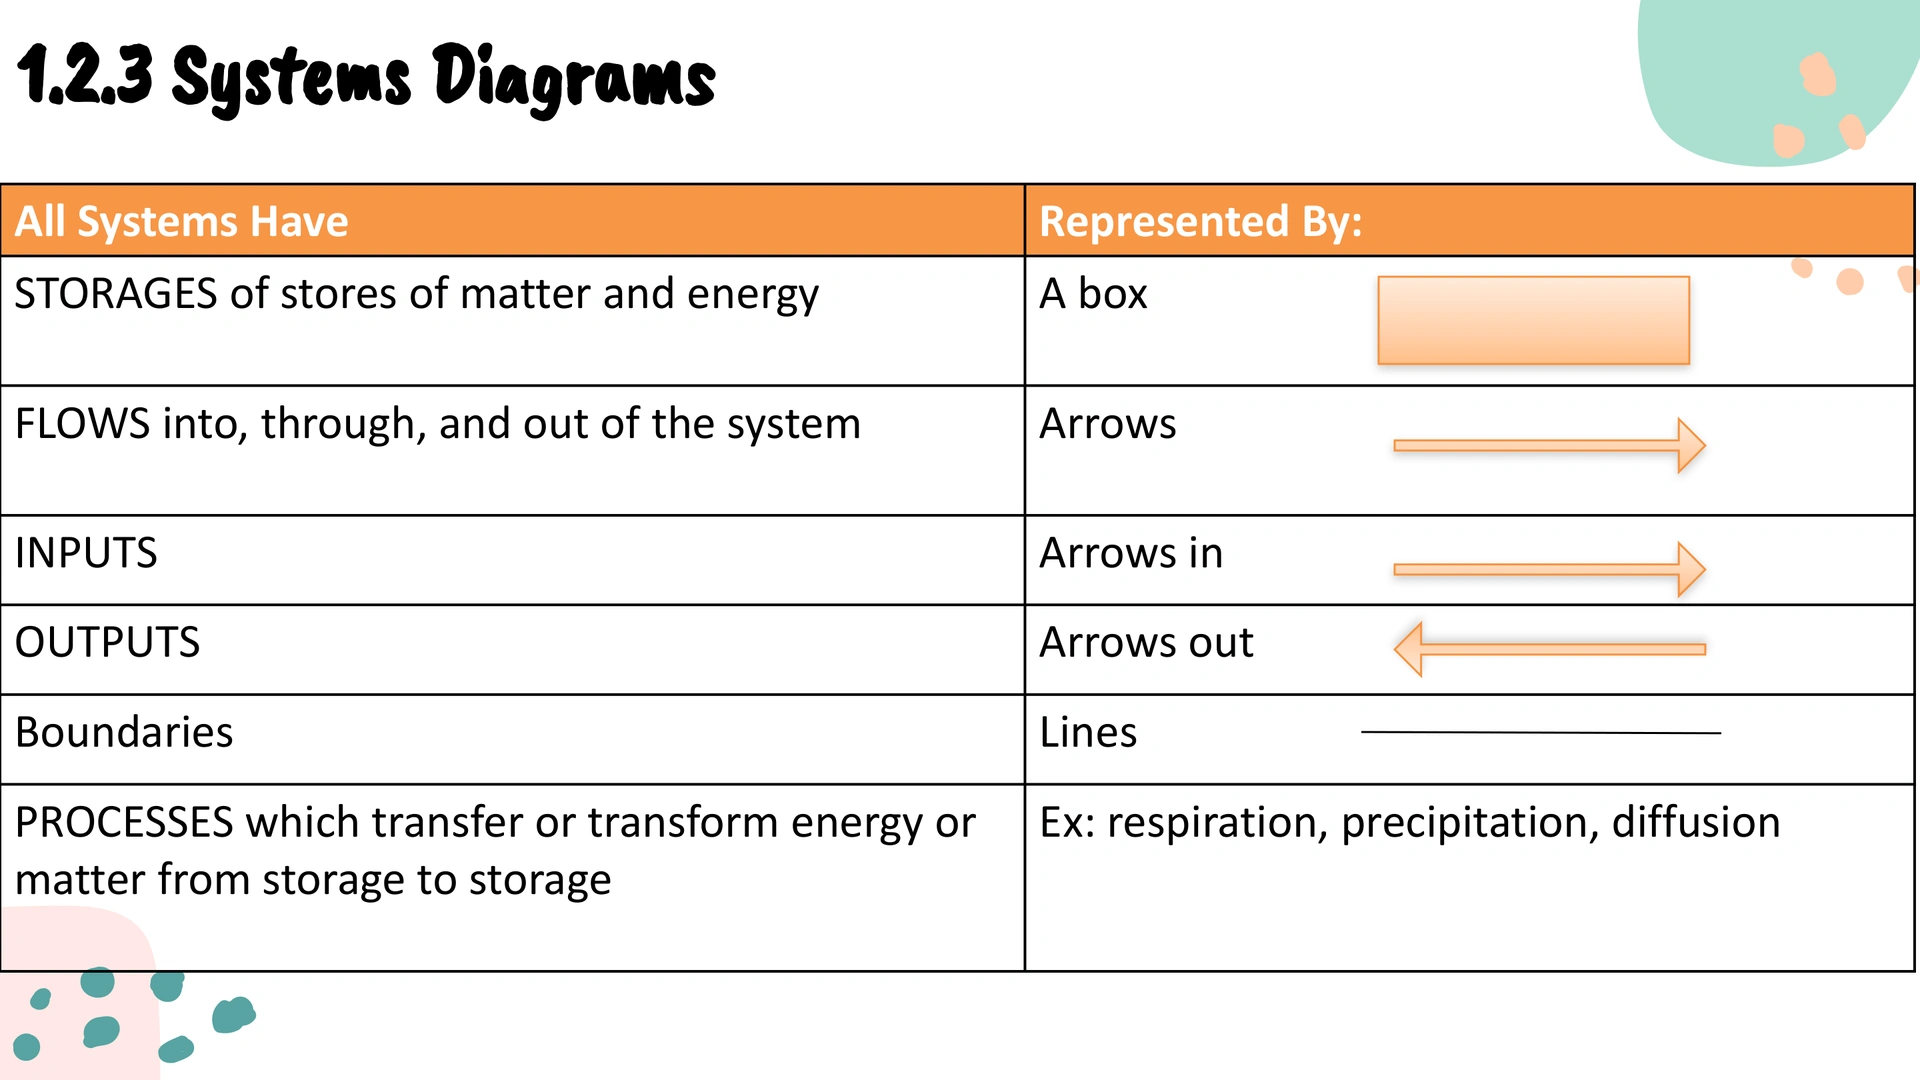 1.2.3 Systems Diagrams
All Systems Have
Represented By:
STORAGES of stores of matter and energy
A box
FLOWS into, through, and out of the system
Arrows
INPUTS
Arrows in
OUTPUTS
Arrows out
Boundaries
Lines
PROCESSES which transfer or transform energy or
matter from storage to storage
Ex: respiration, precipitation, diffusion